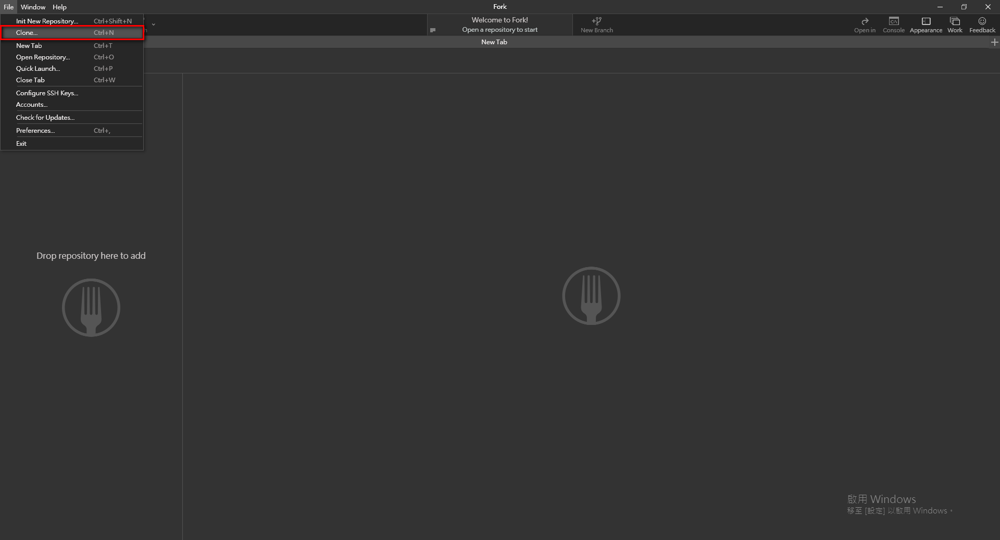 File Window Help
Fork
Init New Repository... Ctrl+Shift+N
Clone... Ctrl+N
New Tab Ctrl+T
Open Repository... Ctrl+O
Quick Launch... Ctrl+P
Close Tab Ctrl+W
Configure SSH Keys...
Accounts...
Check for Updates...
Preferences... Ctrl+,
Exit
Welcome to Fork!
Open a repository to start
New Branch
Open in
Console
Appearance
Work
Feedback
New Tab
Drop repository here to add
啟用 Windows
移至 [設定] 以啟用 Windows。